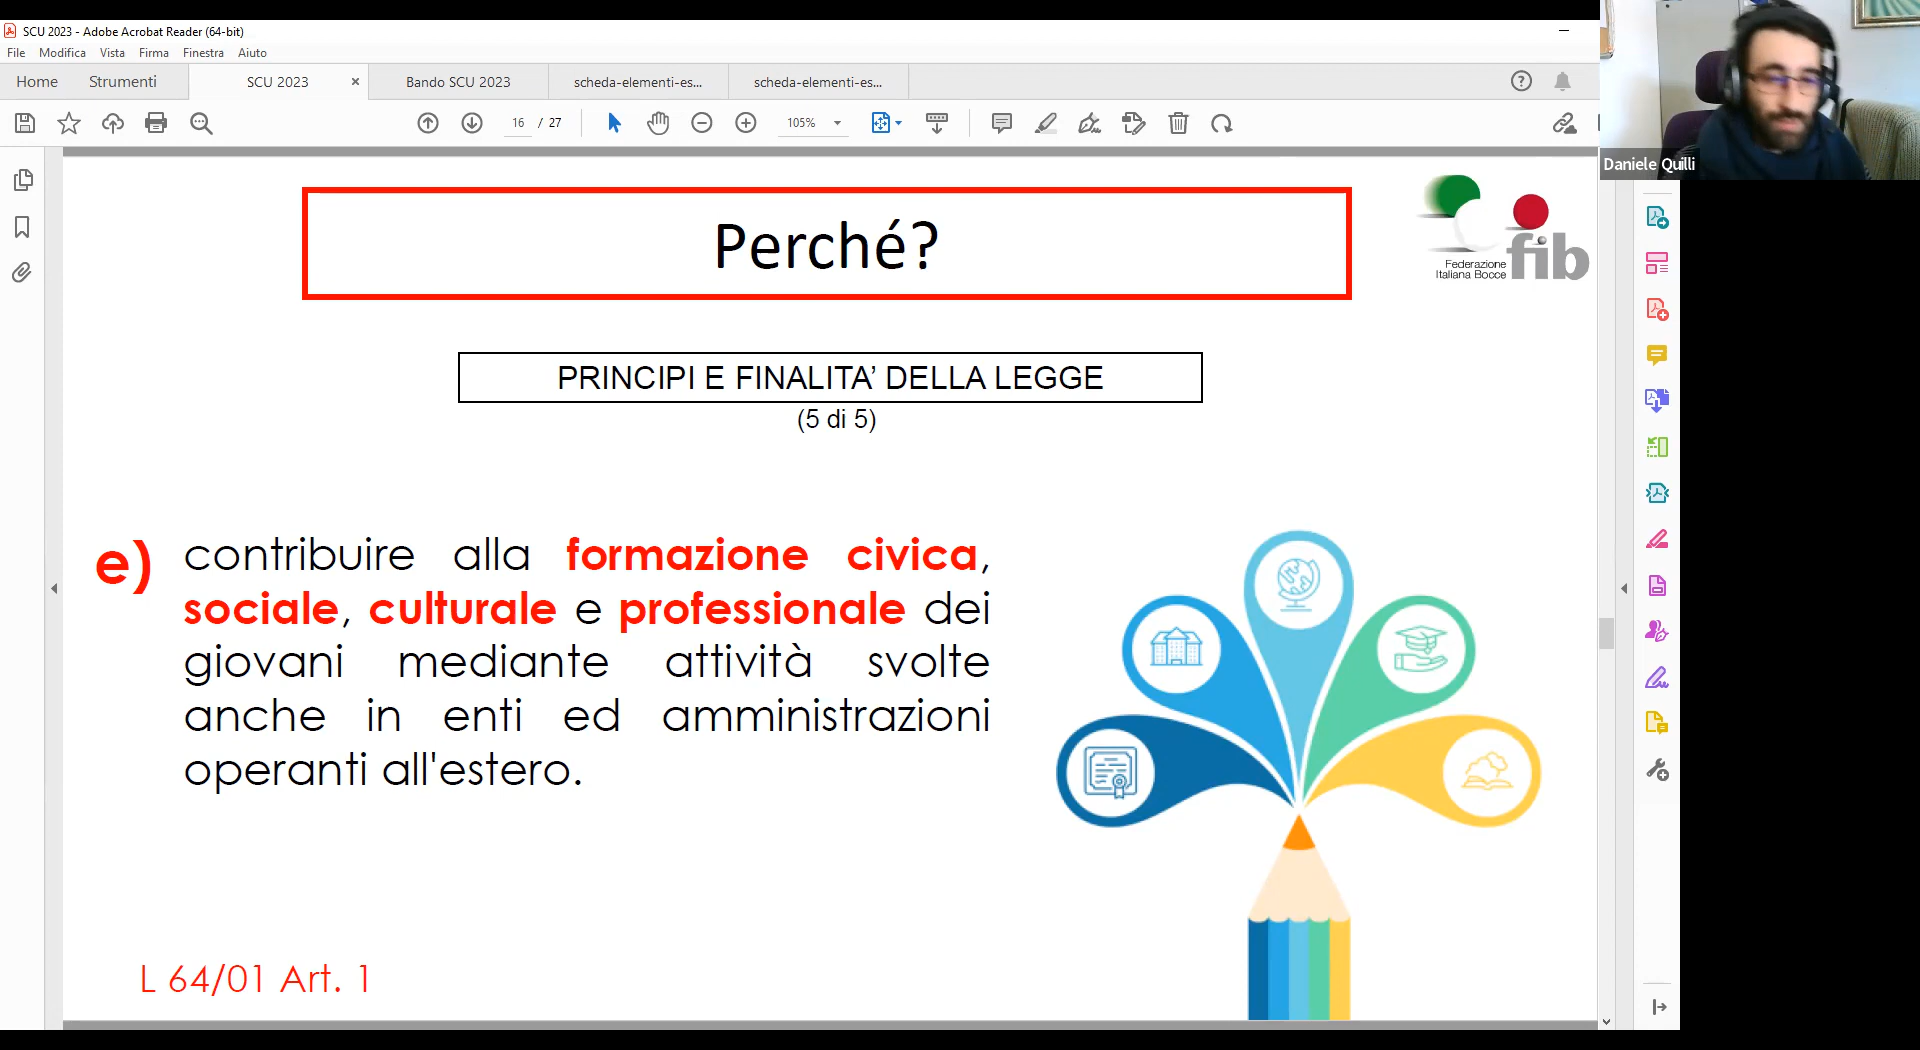 SCU 2023 - Adobe Acrobat Reader (64-bit)
File Modifica Vista Firma Finestra Aiuto
Home Strumenti SCU 2023 × Bando SCU 2023 scheda-elementi-es... scheda-elementi-es...
16 / 27 105%
Daniele Quilli
Perché?
fib
Federazione
Italiana Bocce
PRINCIPI E FINALITA’ DELLA LEGGE
(5 di 5)
e) contribuire alla formazione civica,
sociale, culturale e professionale dei
giovani mediante attività svolte
anche in enti ed amministrazioni
operanti all'estero.
L 64/01 Art. 1